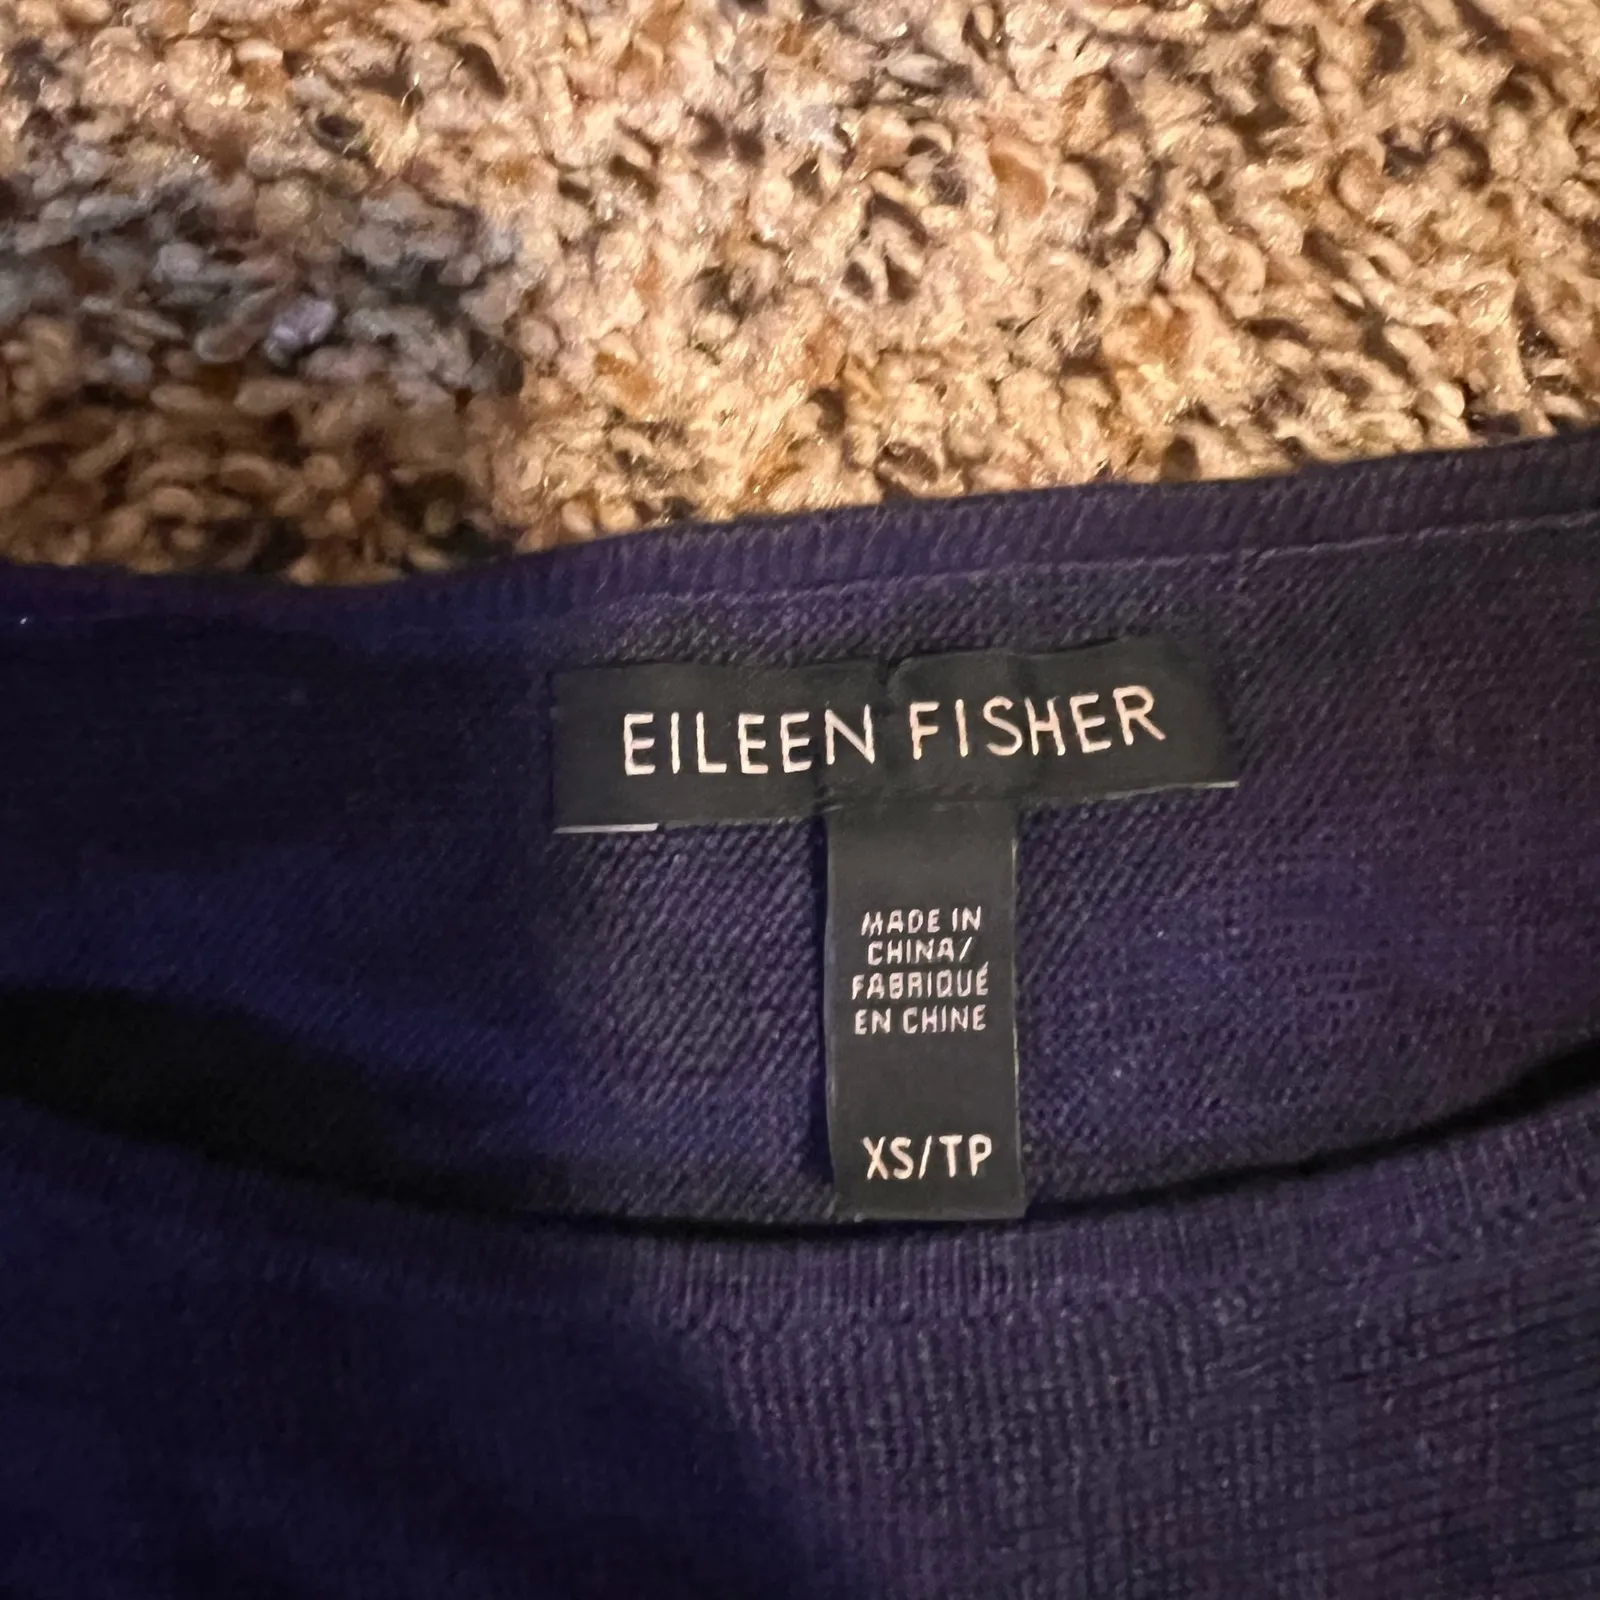 EILEEN FISHER
MADE IN
CHINA/
FABRIQUÉ
EN CHINE
XS/TP